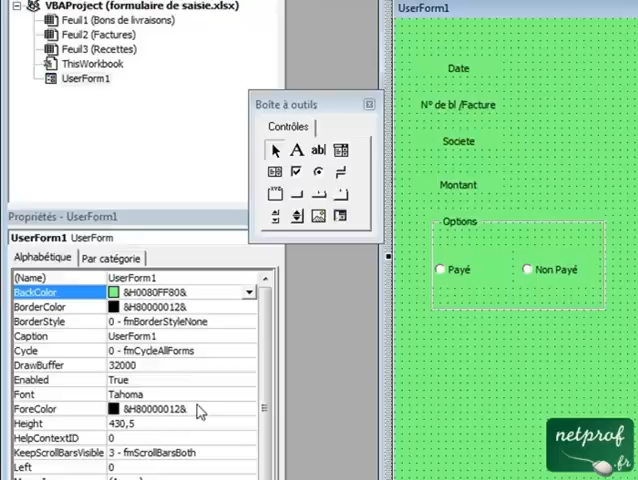 VBAProject (formulaire de saisie.xlsx)
Feuil1 (Bons de livraisons)
Feuil2 (Factures)
Feuil3 (Recettes)
ThisWorkbook
UserForm1
Propriétés - UserForm1
UserForm1 UserForm
Alphabétique Par catégorie
(Name) UserForm1
BackColor &H0080FF80&
BorderColor &H80000012&
BorderStyle 0 - fmBorderStyleNone
Caption UserForm1
Cycle 0 - fmCycleAllForms
DrawBuffer 32000
Enabled True
Font Tahoma
ForeColor &H80000012&
Height 430,5
HelpContextID 0
KeepScrollBarsVisible 3 - fmScrollBarsBoth
Left 0
Boîte à outils
Contrôles
A ab|
UserForm1
Date
N° de bl /Facture
Societe
Montant
Options
Payé Non Payé
netprof
.fr